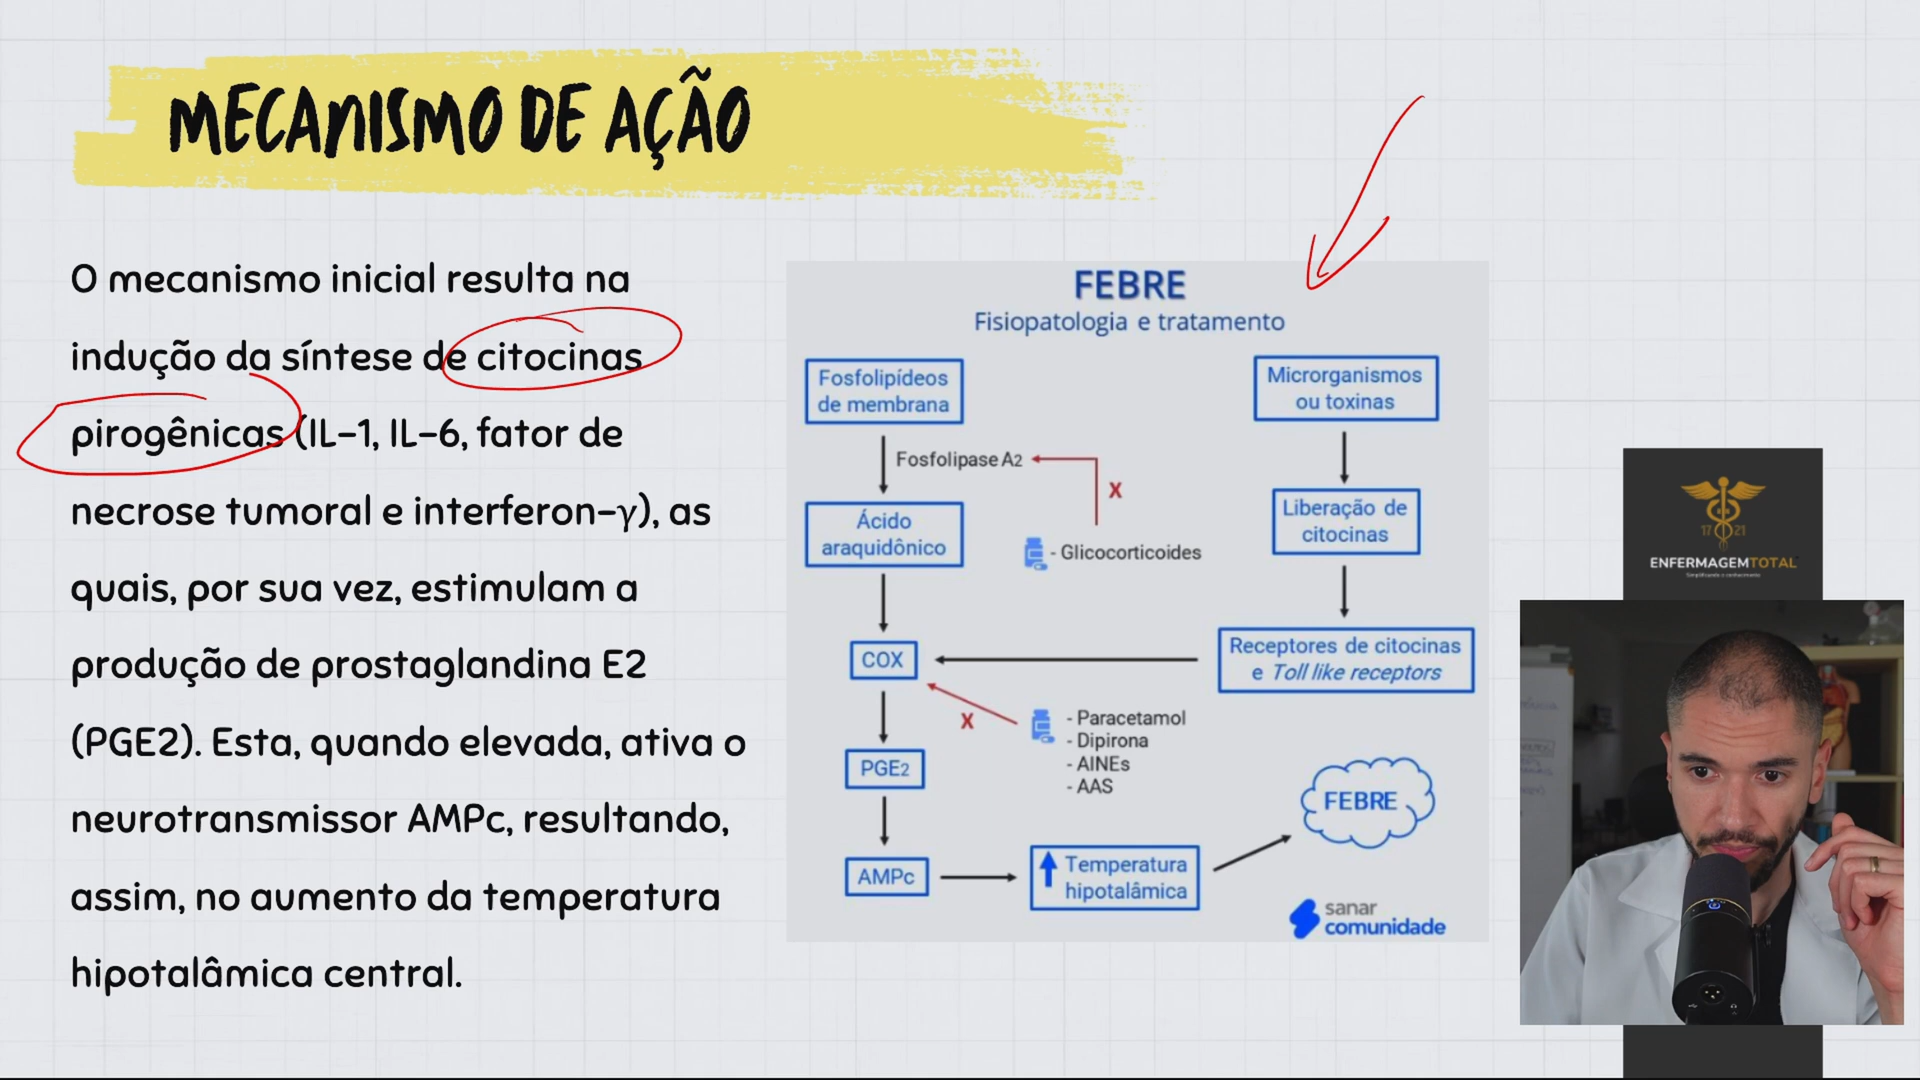 MECANISMO DE AÇÃO
O mecanismo inicial resulta na
indução da síntese de citocinas
pirogênicas (IL-1, IL-6, fator de
necrose tumoral e interferon-γ), as
quais, por sua vez, estimulam a
produção de prostaglandina E2
(PGE2). Esta, quando elevada, ativa o
neurotransmissor AMPc, resultando,
assim, no aumento da temperatura
hipotalâmica central.
FEBRE
Fisiopatologia e tratamento
Fosfolipídeos
de membrana
Fosfolipase A2
X
Ácido
araquidônico
- Glicocorticoides
COX
X
- Paracetamol
- Dipirona
- AINEs
- AAS
PGE2
AMPc
Temperatura
hipotalâmica
Microrganismos
ou toxinas
Liberação de
citocinas
Receptores de citocinas
e Toll like receptors
FEBRE
sanar
comunidade
17 21
ENFERMAGEMTOTAL